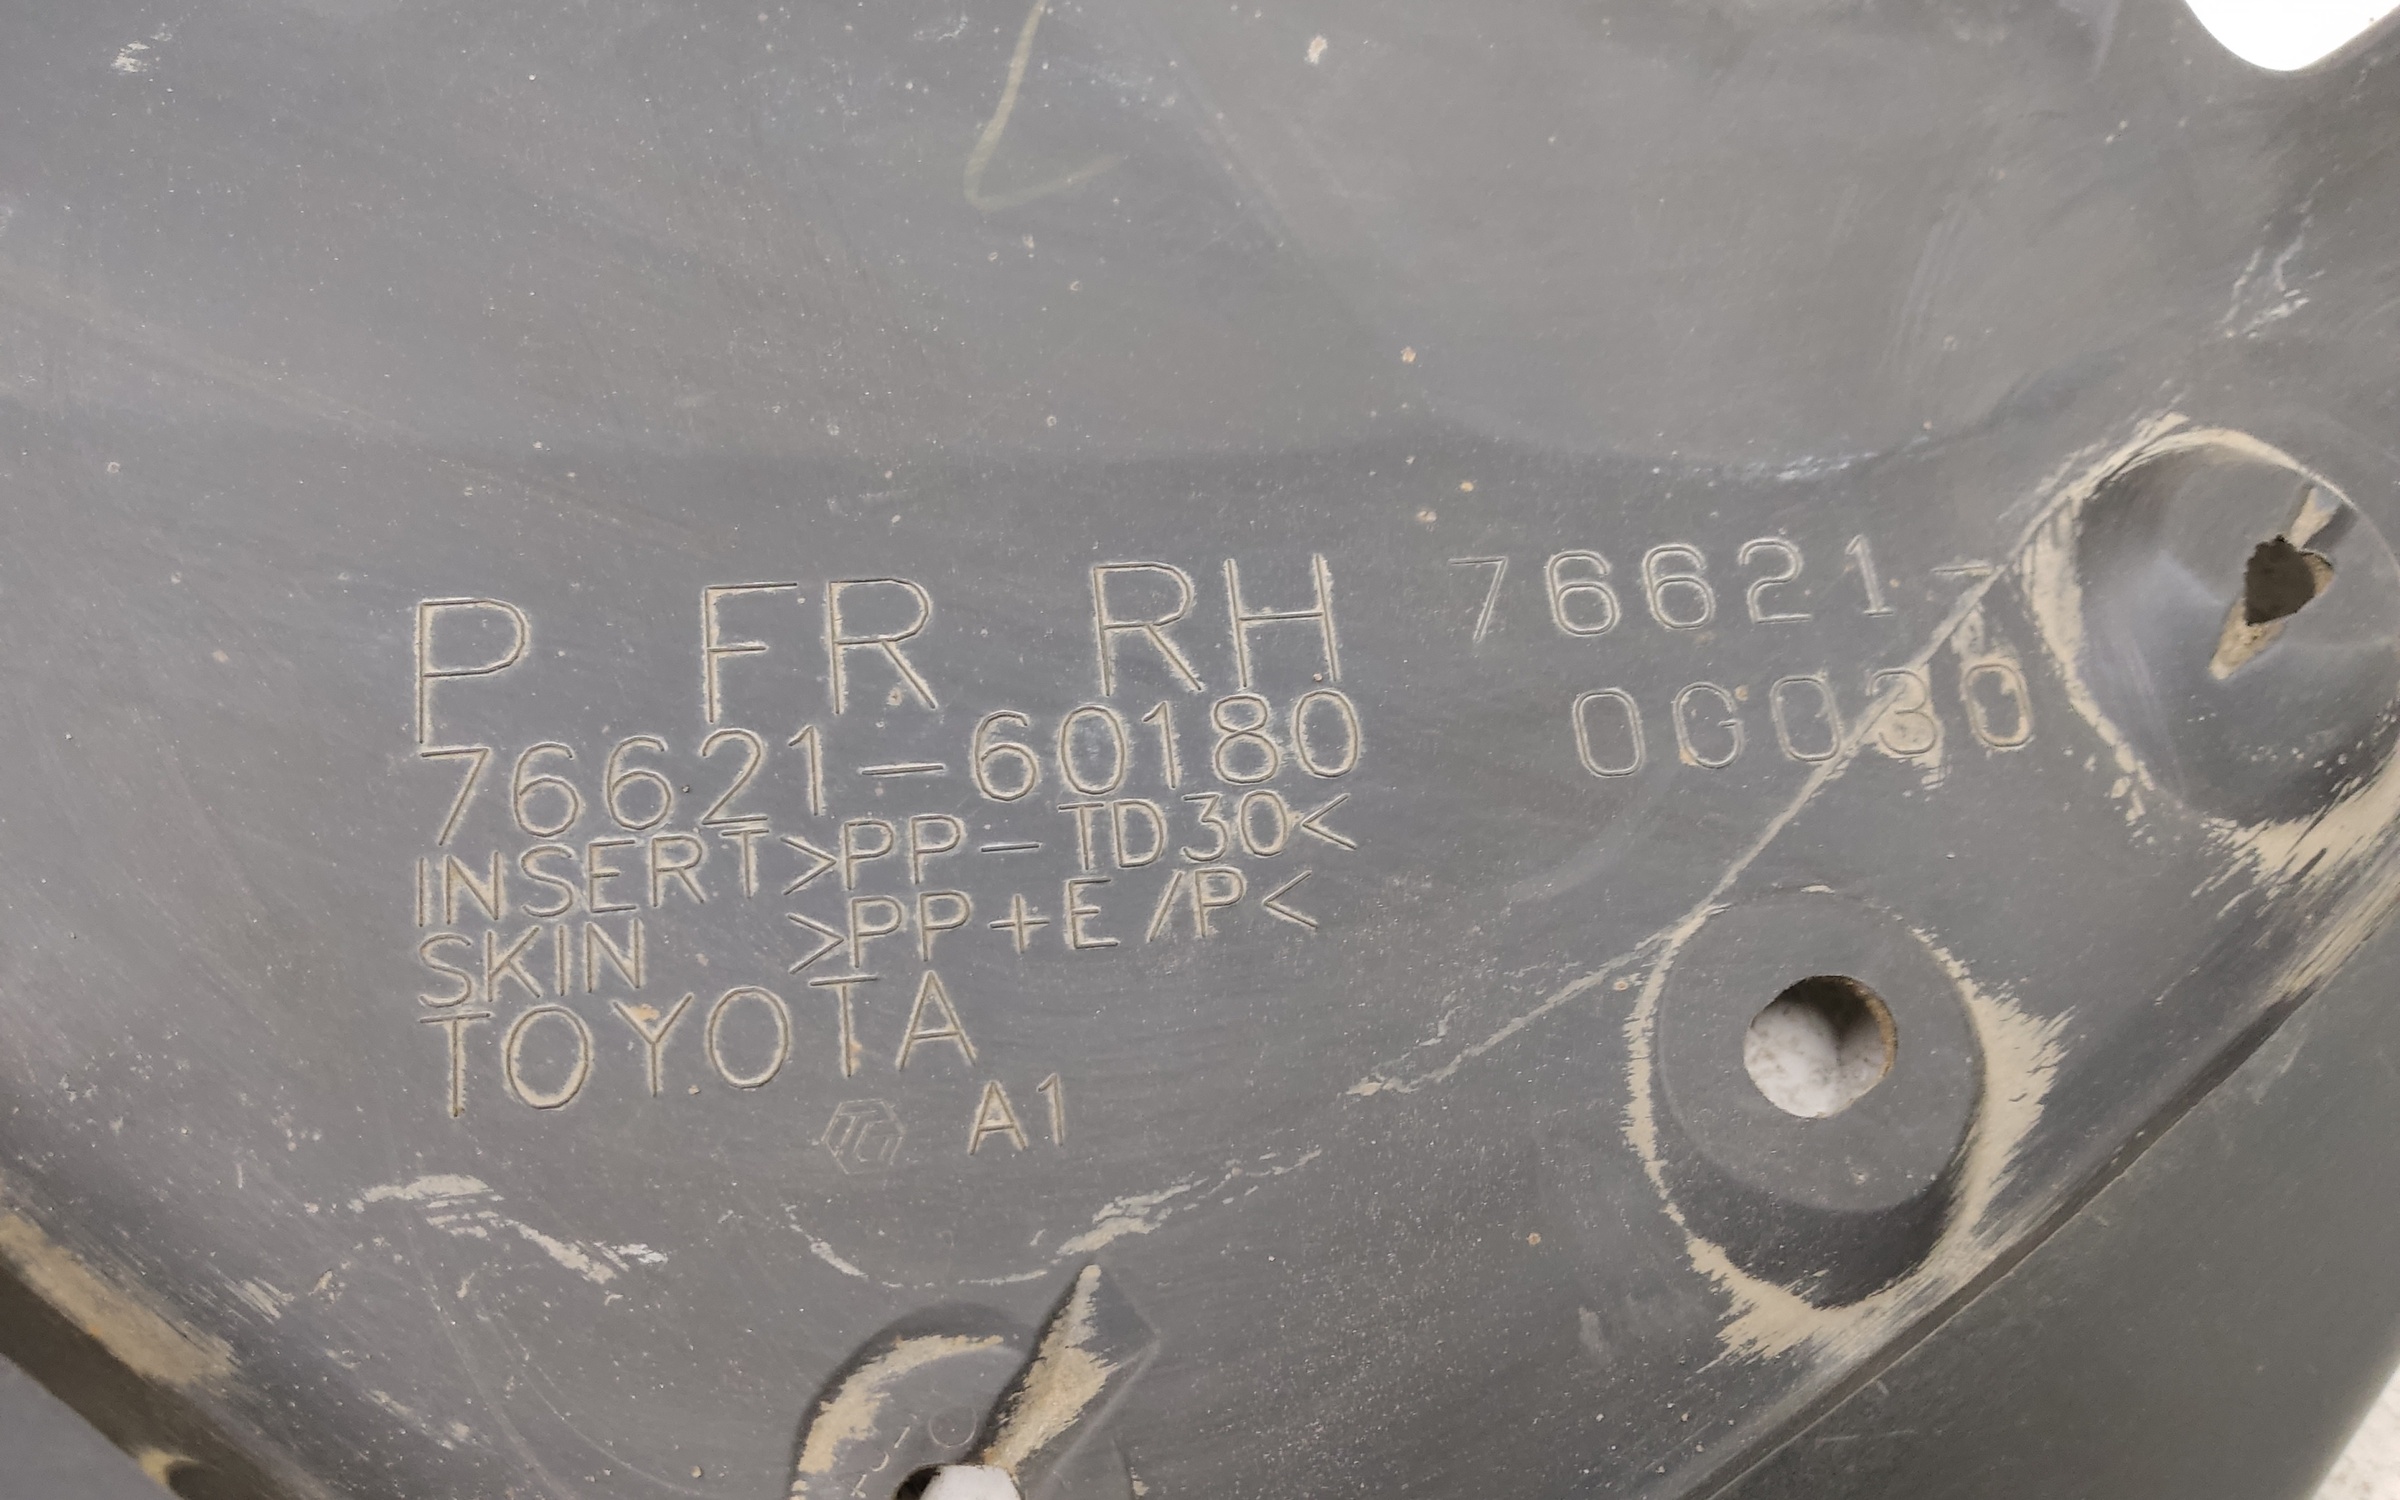 P FR RH
76621-60180
INSERT>PP-TD30<
SKIN >PP+E/P<
TOYOTA
A1
76621-
0G030